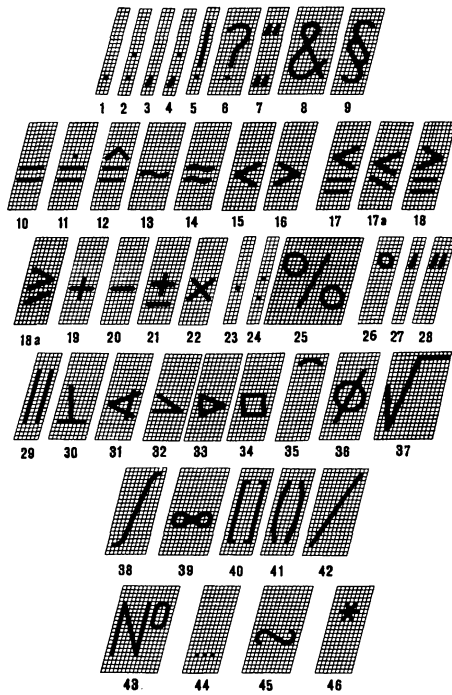 . : , ; ! ? „ “ & §
1 2 3 4 5 6 7 8 9
= ≐ ≙ ~ ≈ < > ≤ ⩽ ≥
10 11 12 13 14 15 16 17 17a 18
⩾ + − ± × · : % ° ′ ″
18a 19 20 21 22 23 24 25 26 27 28
∥ ⊥ ∢ ∠ ▷ □ ⌒ ∅ √
29 30 31 32 33 34 35 36 37
∫ ∞ [ ] ( ) /
38 39 40 41 42
№ ... ∾ *
43 44 45 46